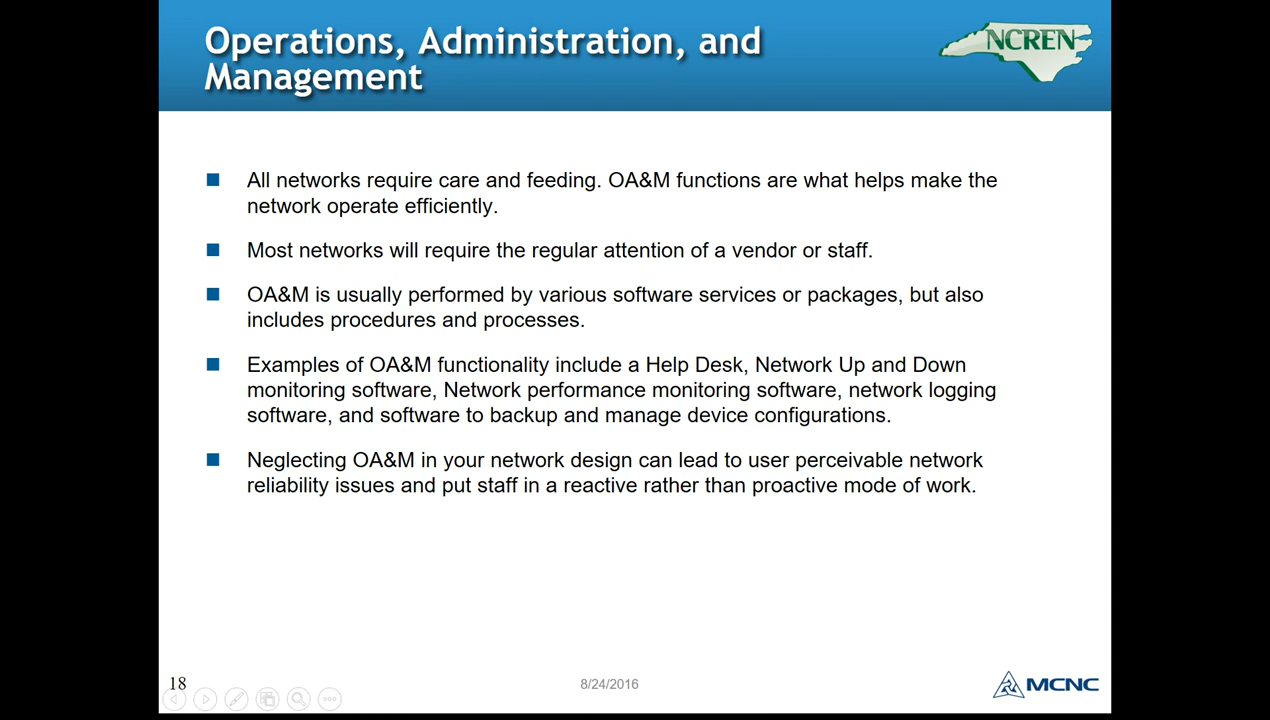 Operations, Administration, and
Management
NCREN
All networks require care and feeding. OA&M functions are what helps make the
network operate efficiently.
Most networks will require the regular attention of a vendor or staff.
OA&M is usually performed by various software services or packages, but also
includes procedures and processes.
Examples of OA&M functionality include a Help Desk, Network Up and Down
monitoring software, Network performance monitoring software, network logging
software, and software to backup and manage device configurations.
Neglecting OA&M in your network design can lead to user perceivable network
reliability issues and put staff in a reactive rather than proactive mode of work.
18
8/24/2016
MCNC